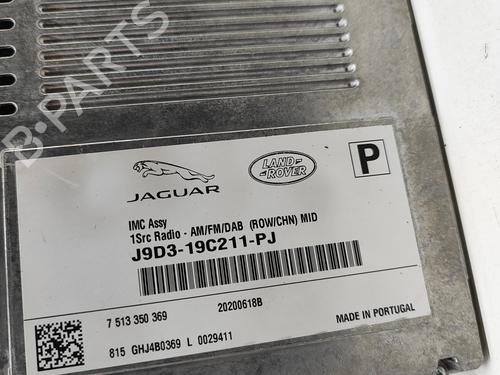 B-PARTS
JAGUAR
LAND ROVER
P
IMC Assy
1Src Radio - AM/FM/DAB (ROW/CHN) MID
J9D3-19C211-PJ
7 513 350 369
20200618B
815 GHJ4B0369 L 0029411
MADE IN PORTUGAL